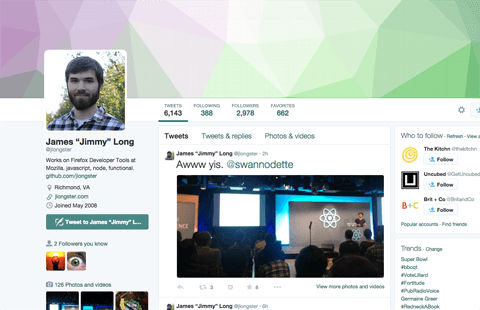 TWEETS FOLLOWING FOLLOWERS FAVORITES
6,143 388 2,978 662
James "Jimmy" Long
@jlongster
Works on Firefox Developer Tools at
Mozilla. javascript, node, functional.
github.com/jlongster
Richmond, VA
jlongster.com
Joined May 2008
Tweet to James "Jimmy" L...
2 Followers you know
126 Photos and videos
Tweets Tweets & replies Photos & videos
James "Jimmy" Long @jlongster · 2h
Awww yis. @swannodette
2 8
View more photos and videos
James "Jimmy" Long @jlongster · 6h
Who to follow · Refresh · View all
The Kitchn @thekitchn
Follow
Uncubed @GetUncubed
Follow
Brit + Co @BritandCo
B+C
Follow
Popular accounts · Find friends
Trends · Change
Super Bowl
#bbcqt
#VoteLillard
#Fortitude
#PubRadioVoice
Germaine Greer
#RedneckABook